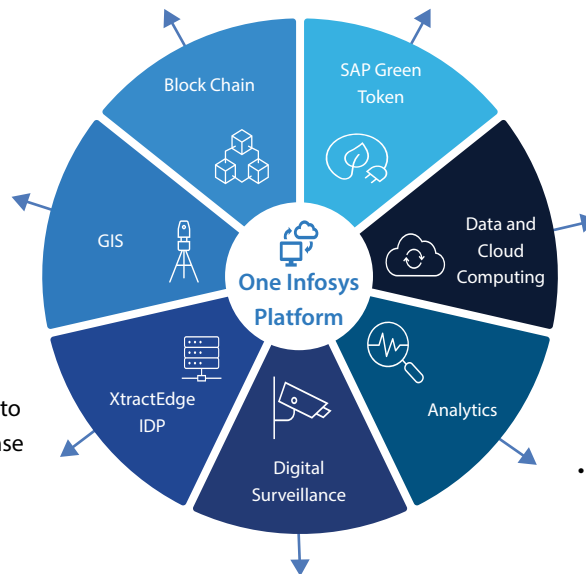 Block Chain
SAP Green
Token
GIS
Data and
Cloud
Computing
One Infosys
Platform
XtractEdge
IDP
Analytics
Digital
Surveillance
to